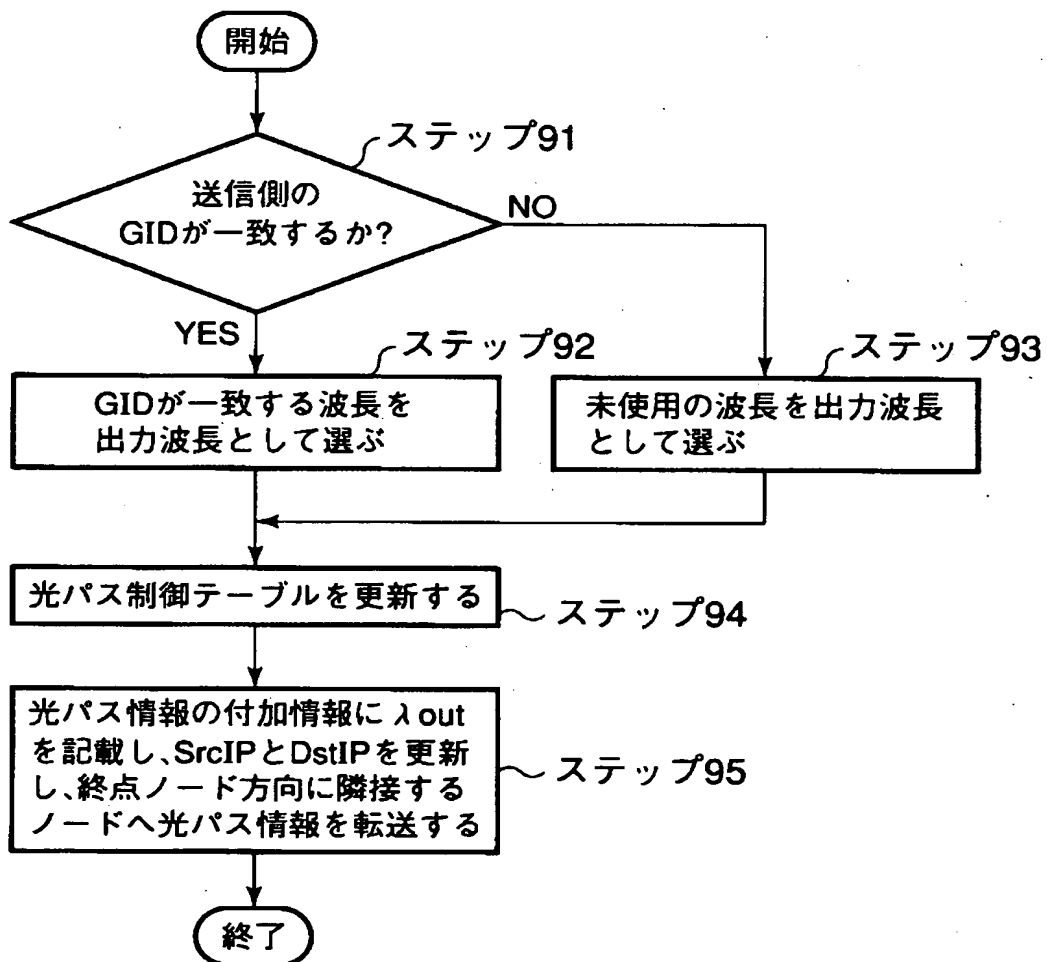 開始
ステップ91
送信側の
GIDが一致するか?
NO
YES
ステップ92
ステップ93
GIDが一致する波長を
出力波長として選ぶ
未使用の波長を出力波長
として選ぶ
光パス制御テーブルを更新する
ステップ94
光パス情報の付加情報にλout
を記載し、SrcIPとDstIPを更新
し、終点ノード方向に隣接する
ノードへ光パス情報を転送する
ステップ95
終了